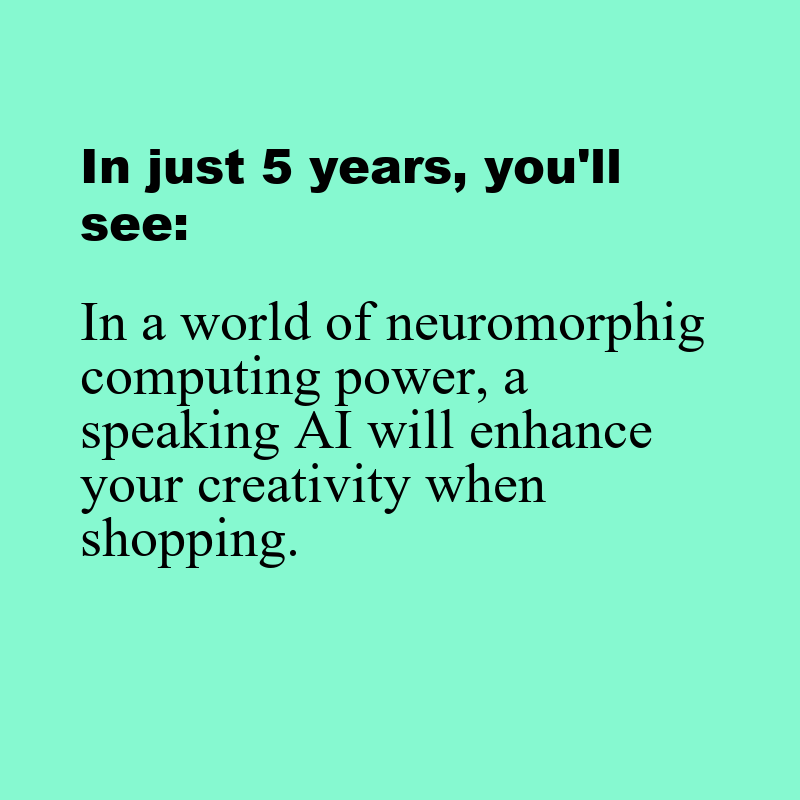 In just 5 years, you'll
see:
In a world of neuromorphig
computing power, a
speaking AI will enhance
your creativity when
shopping.